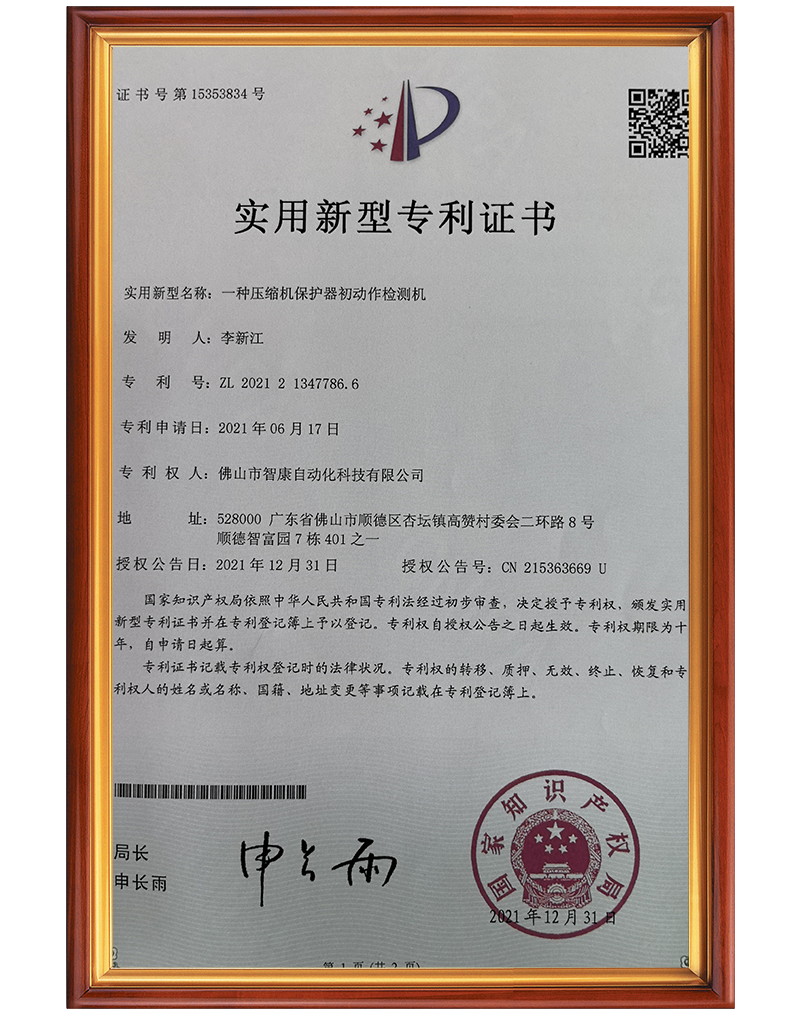 证书号第15353834号
实用新型专利证书
实用新型名称：一种压缩机保护器初动作检测机
发明人：李新江
专利号：ZL 2021 2 1347786.6
专利申请日：2021年06月17日
专利权人：佛山市智康自动化科技有限公司
地址：528000 广东省佛山市顺德区杏坛镇高赞村委会二环路8号
顺德智富园7栋401之一
授权公告日：2021年12月31日 授权公告号：CN 215363669 U
国家知识产权局依照中华人民共和国专利法经过初步审查，决定授予专利权，颁发实用
新型专利证书并在专利登记簿上予以登记。专利权自授权公告之日起生效。专利权期限为十
年，自申请日起算。
专利证书记载专利权登记时的法律状况。专利权的转移、质押、无效、终止、恢复和专
利权人的姓名或名称、国籍、地址变更等事项记载在专利登记簿上。
局长
申长雨
申长雨
国家知识产权局
2021年12月31日
第 1 页 (共 2 页)